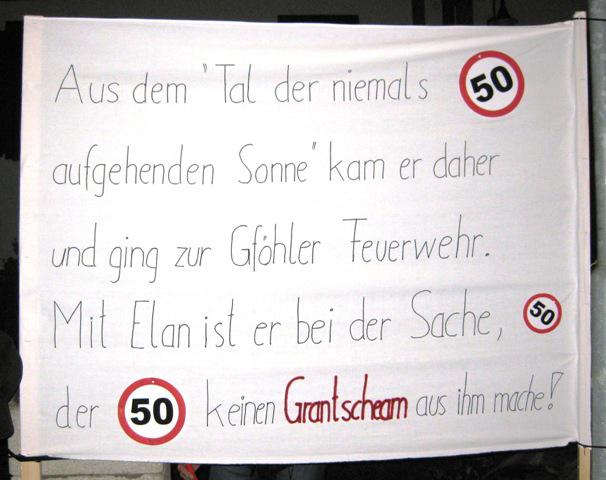 Aus dem "Tal der niemals 50
aufgehenden Sonne" kam er daher
und ging zur Gföhler Feuerwehr.
Mit Elan ist er bei der Sache, 50
der 50 keinen Grantscheam aus ihm mache!